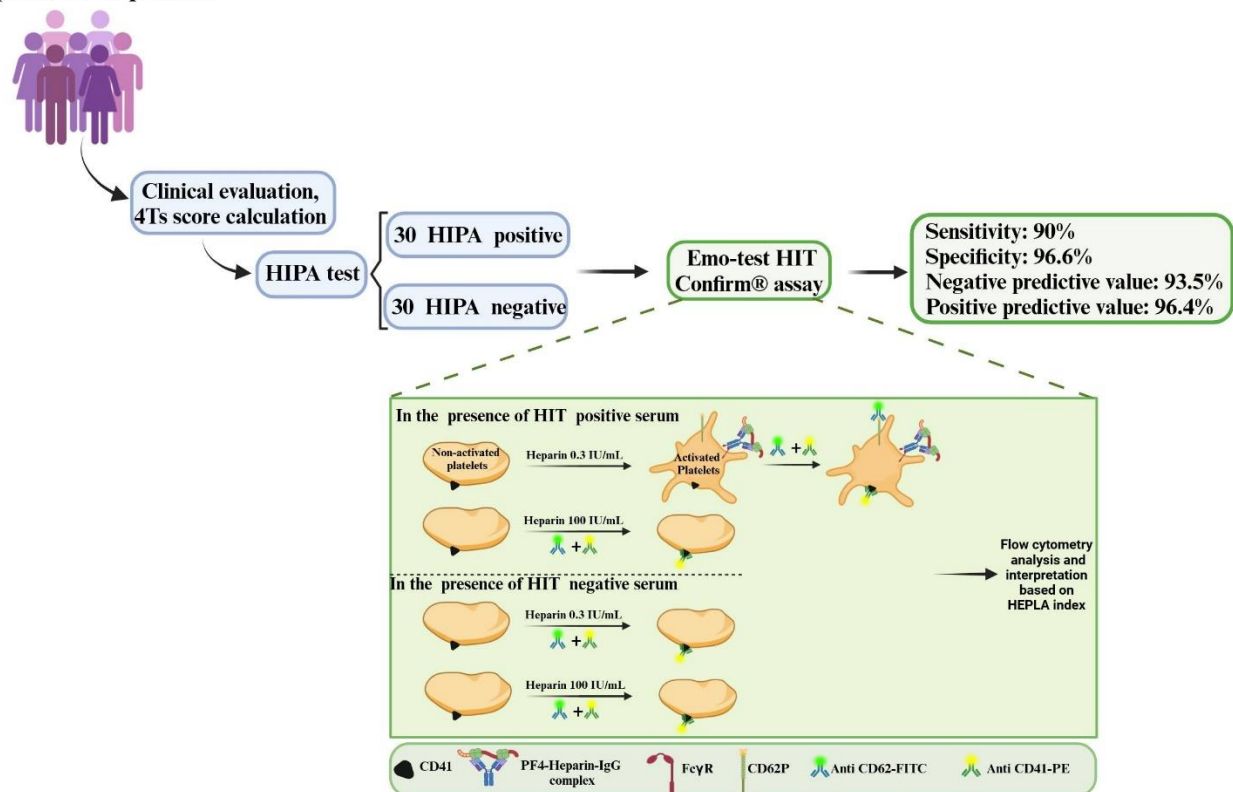 Clinical evaluation,
4Ts score calculation
HIPA test
30 HIPA positive
30 HIPA negative
Emo-test HIT
Confirm® assay
Sensitivity: 90%
Specificity: 96.6%
Negative predictive value: 93.5%
Positive predictive value: 96.4%
In the presence of HIT positive serum
Non-activated
platelets
Heparin 0.3 IU/mL
Activated
Platelets
+
Heparin 100 IU/mL
+
In the presence of HIT negative serum
Heparin 0.3 IU/mL
+
Heparin 100 IU/mL
+
Flow cytometry
analysis and
interpretation
based on
HEPLA index
CD41
PF4-Heparin-IgG
complex
FcγR
CD62P
Anti CD62-FITC
Anti CD41-PE